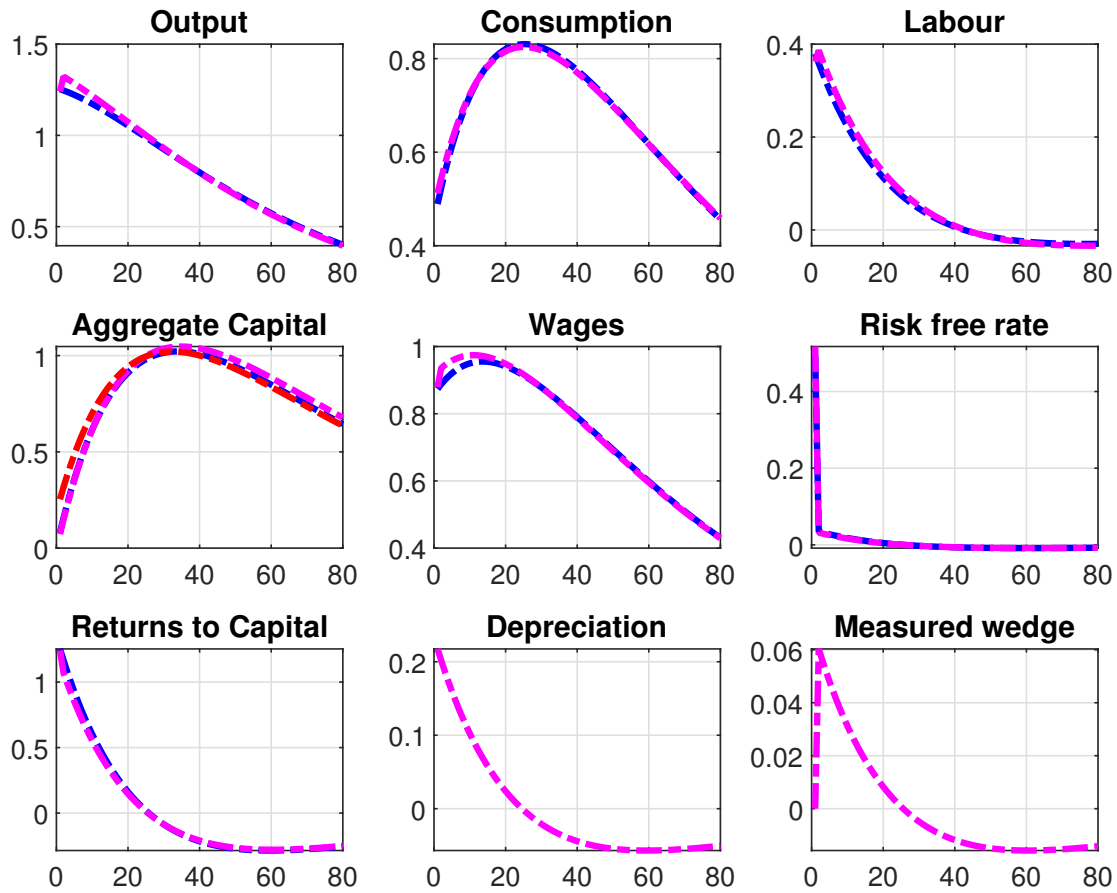 Output
1.5
1
0.5
0 20 40 60 80
Consumption
0.8
0.6
0.4
0 20 40 60 80
Labour
0.4
0.2
0
0 20 40 60 80
Aggregate Capital
1
0.5
0
0 20 40 60 80
Wages
1
0.8
0.6
0.4
0 20 40 60 80
Risk free rate
0.4
0.2
0
0 20 40 60 80
Returns to Capital
1
0.5
0
0 20 40 60 80
Depreciation
0.2
0.1
0
0 20 40 60 80
Measured wedge
0.06
0.04
0.02
0
0 20 40 60 80